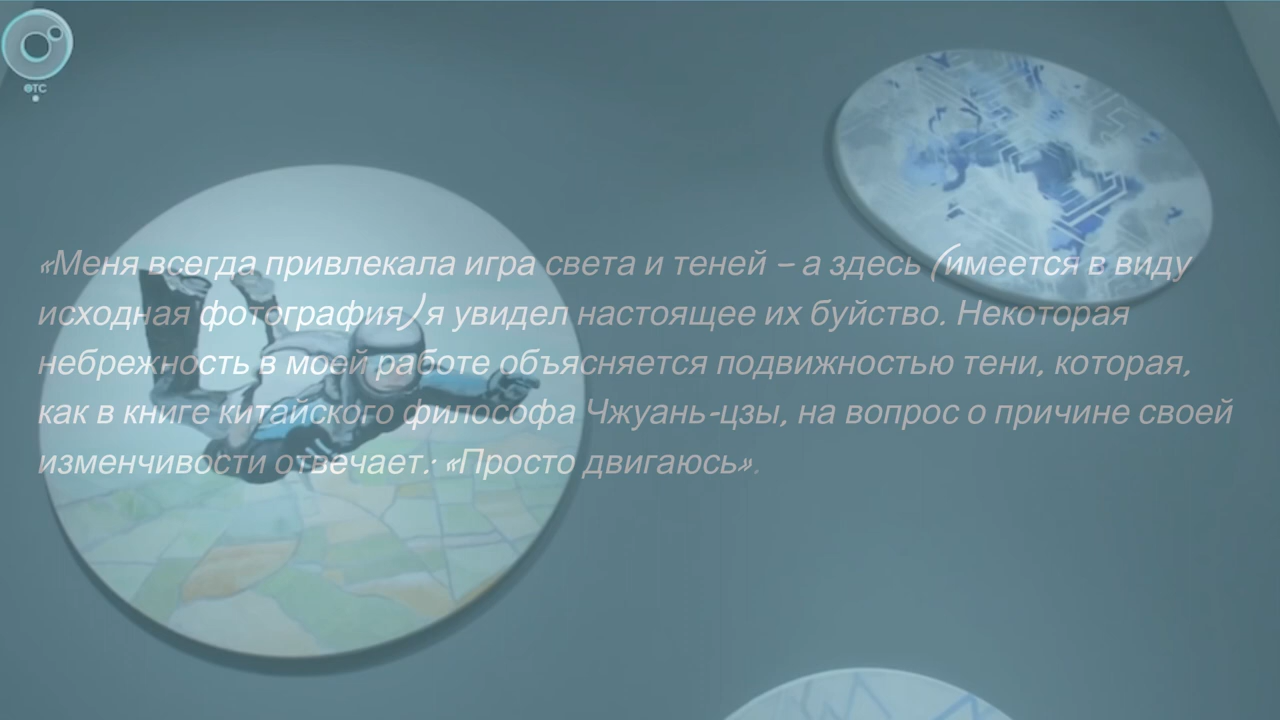 ОТС
«Меня всегда привлекала игра света и теней – а здесь (имеется в виду
исходная фотография) я увидел настоящее их буйство. Некоторая
небрежность в моей работе объясняется подвижностью тени, которая,
как в книге китайского философа Чжуань-цзы, на вопрос о причине своей
изменчивости отвечает: «Просто двигаюсь».